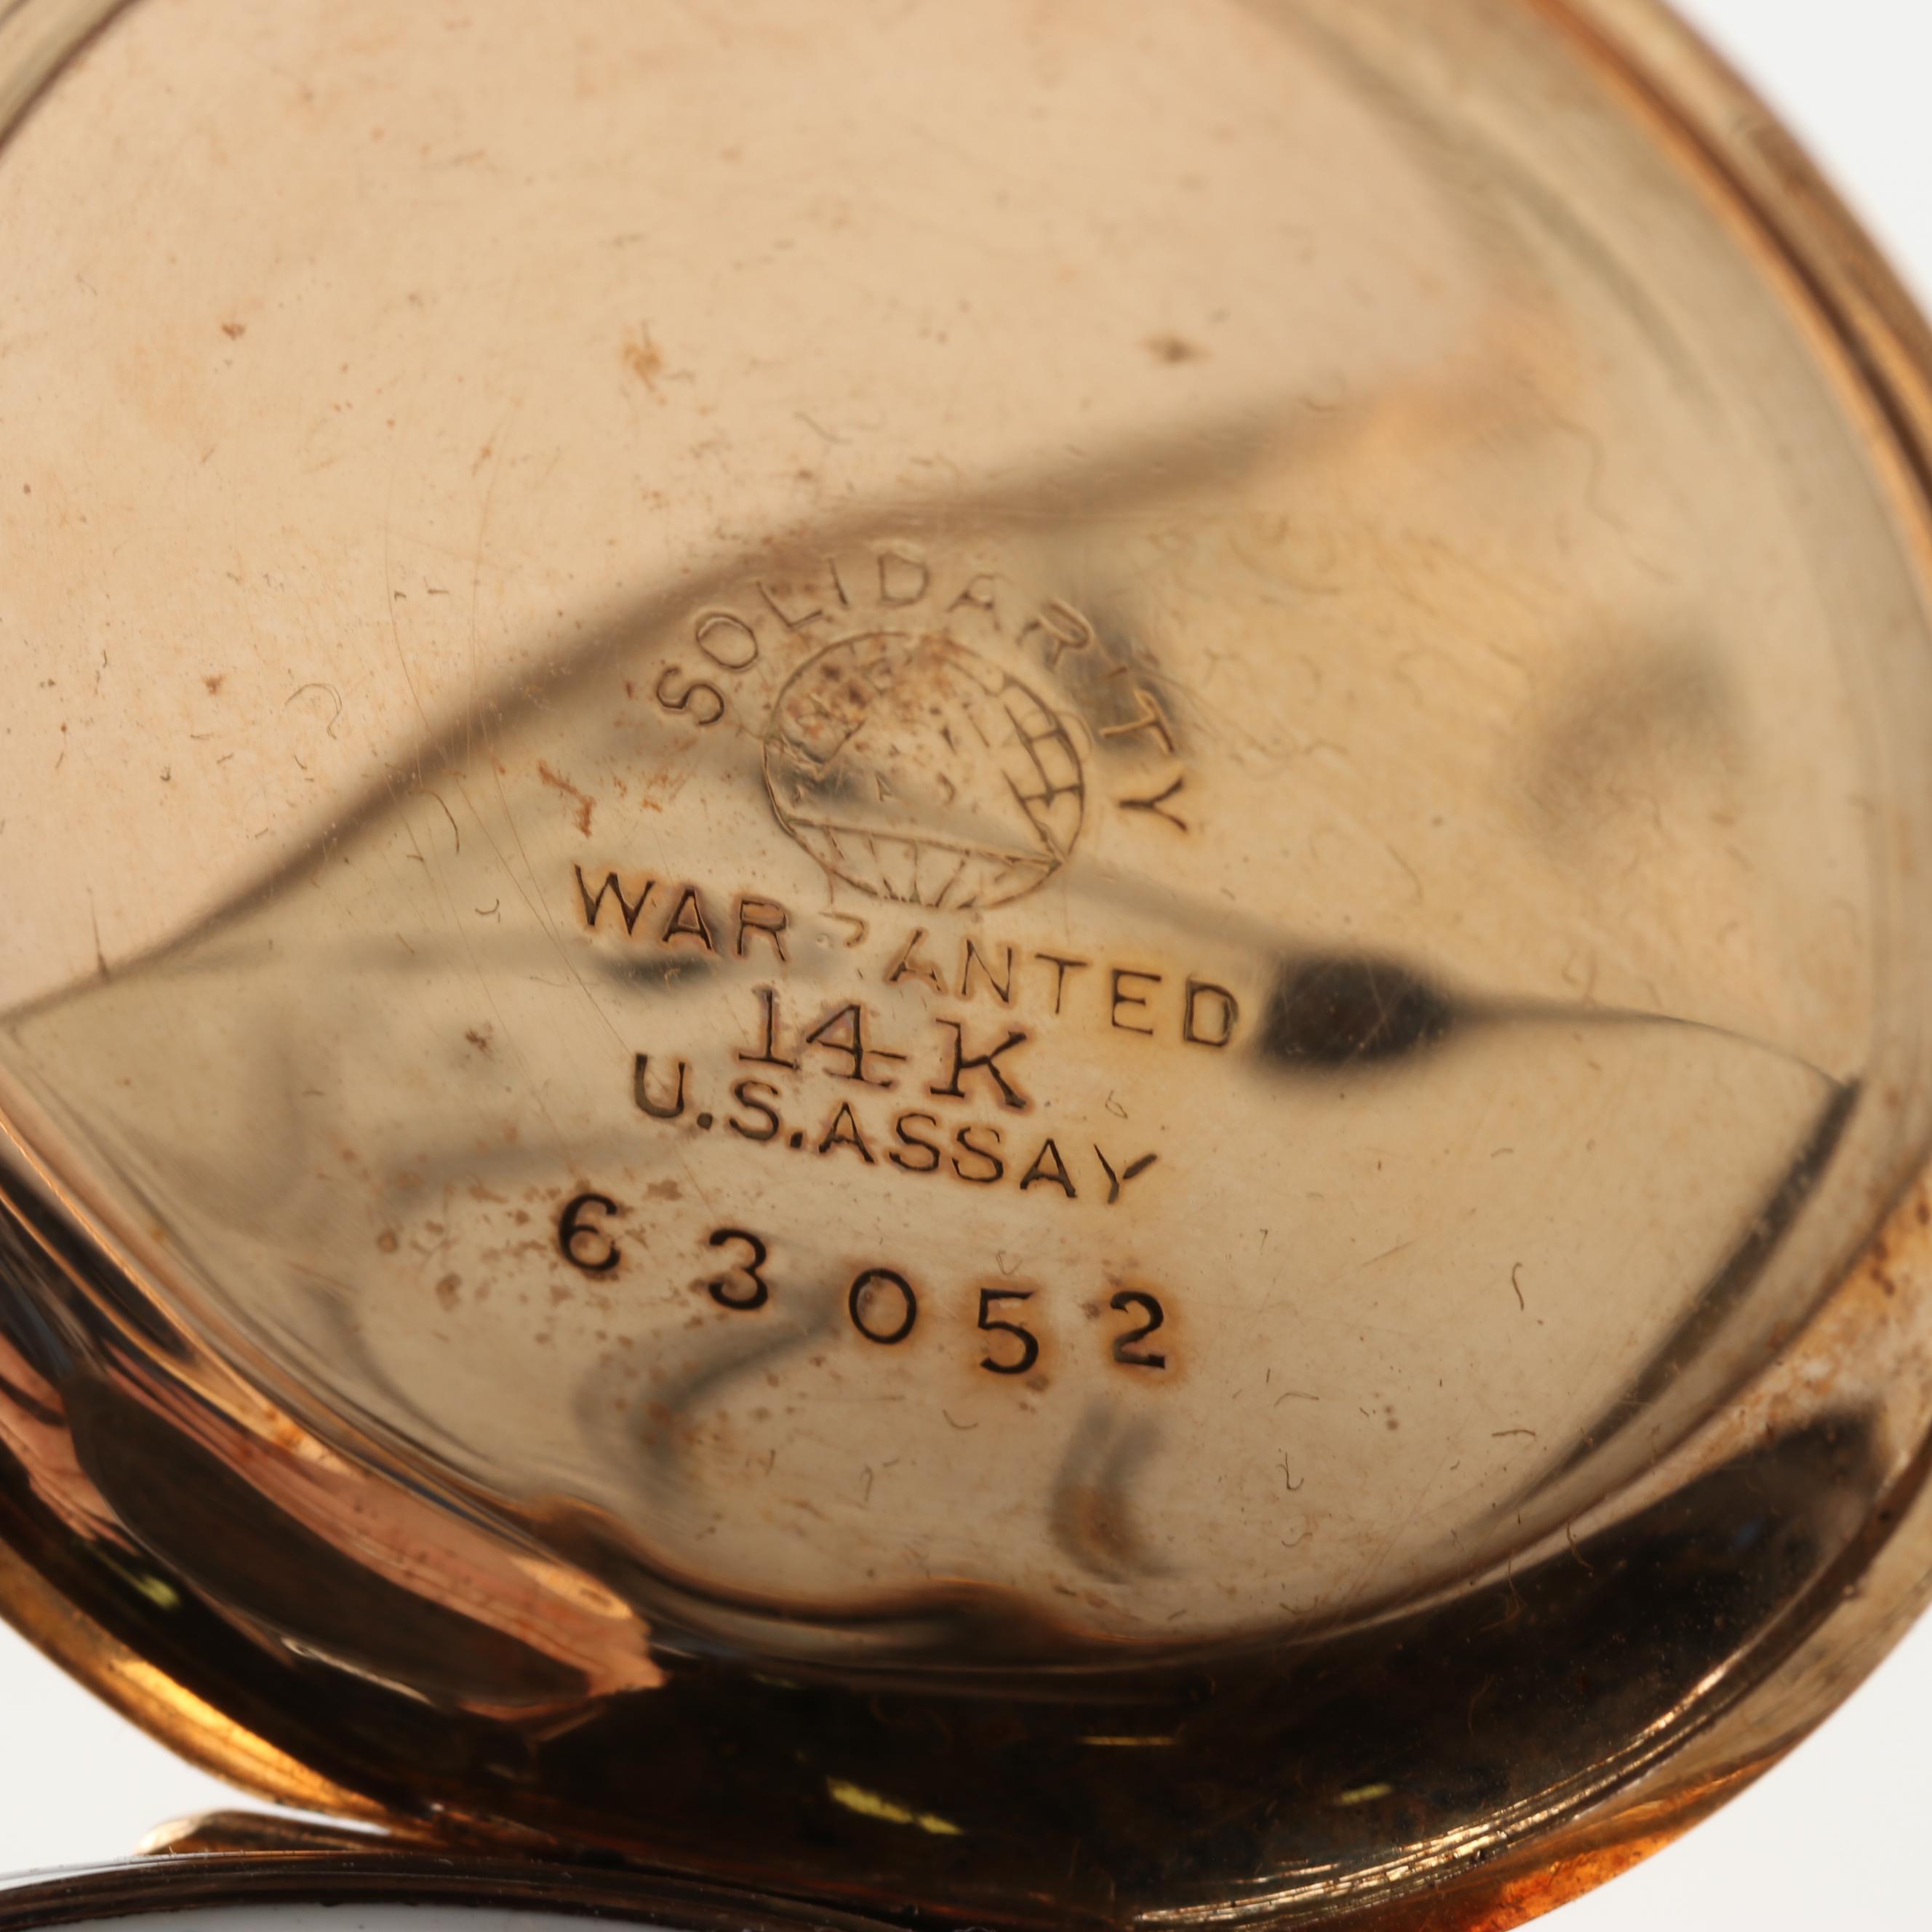 SOLIDARITY
WARRANTED
14K
U.S.ASSAY
63052